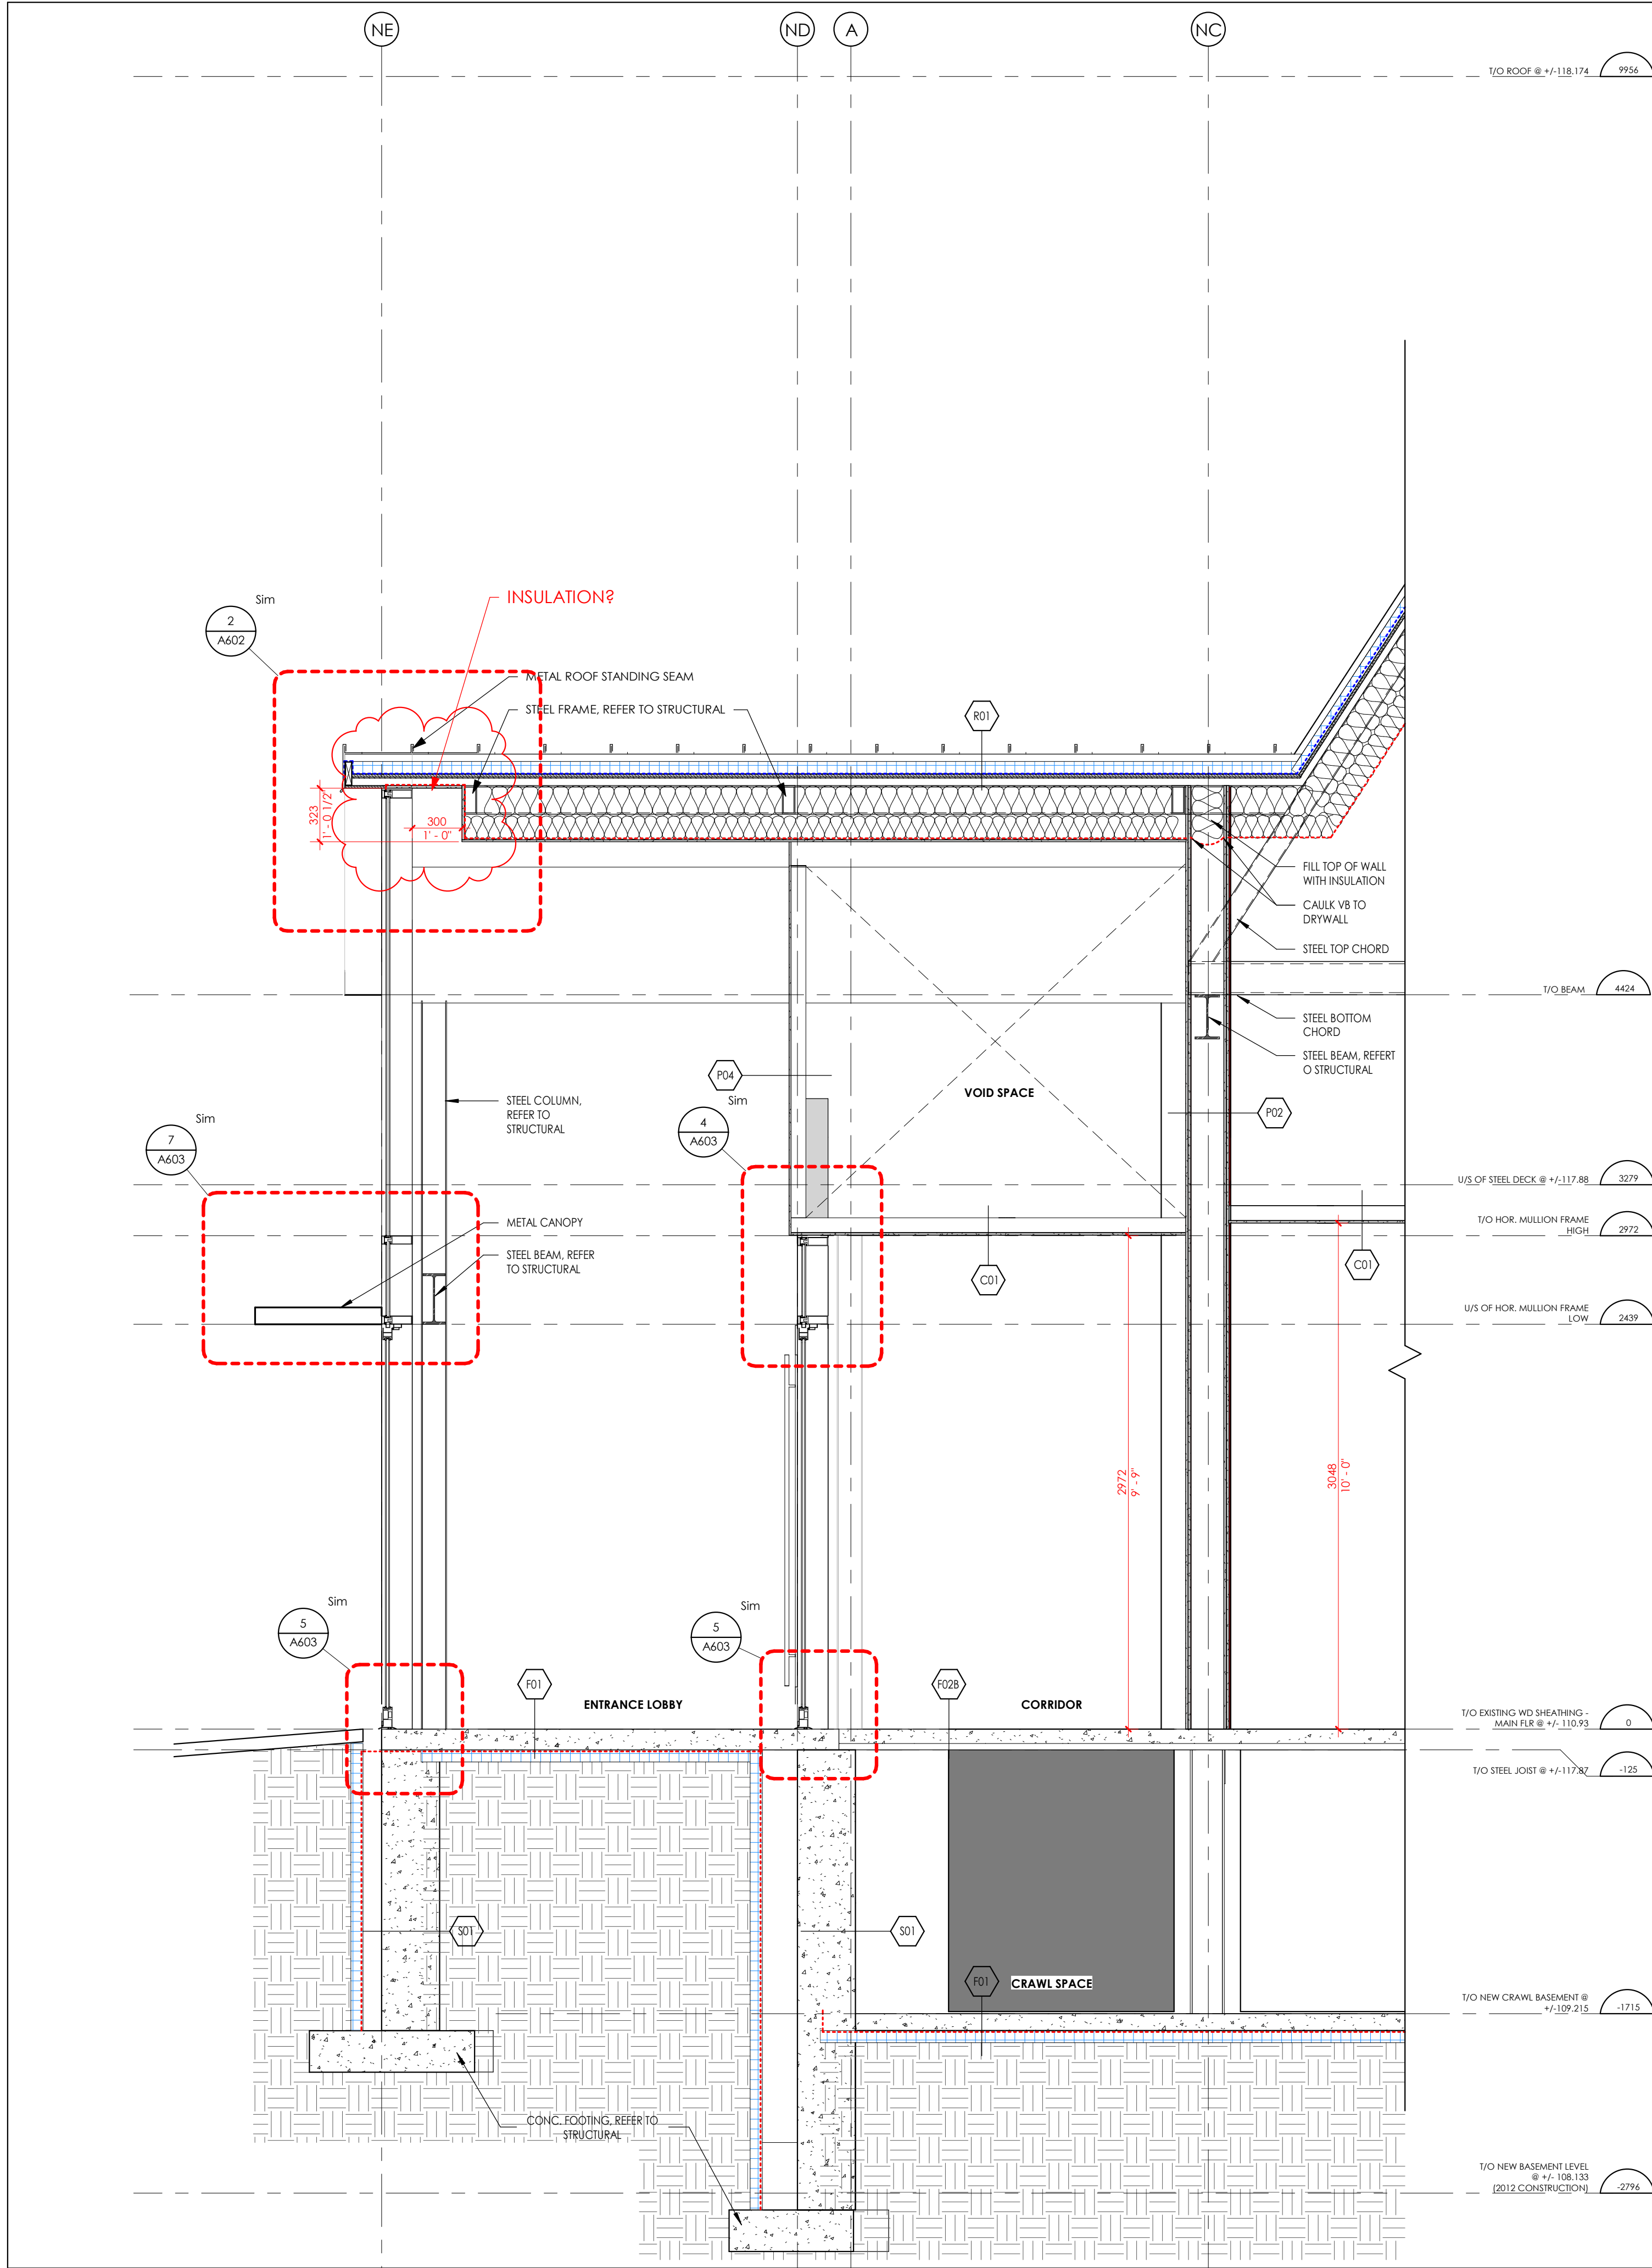 NE
ND
A
NC
T/O ROOF @ +/-118.174
9956
Sim
2
A602
INSULATION?
METAL ROOF STANDING SEAM
STEEL FRAME, REFER TO STRUCTURAL
R01
323
1' - 0 1/2"
300
1' - 0"
FILL TOP OF WALL
WITH INSULATION
CAULK VB TO
DRYWALL
STEEL TOP CHORD
T/O BEAM
4424
STEEL BOTTOM
CHORD
STEEL BEAM, REFERT
O STRUCTURAL
P04
VOID SPACE
STEEL COLUMN,
REFER TO
STRUCTURAL
Sim
4
A603
P02
Sim
7
A603
U/S OF STEEL DECK @ +/-117.88
3279
METAL CANOPY
T/O HOR. MULLION FRAME
HIGH
2972
STEEL BEAM, REFER
TO STRUCTURAL
C01
C01
U/S OF HOR. MULLION FRAME
LOW
2439
2972
9' - 9"
3048
10' - 0"
Sim
5
A603
Sim
5
A603
F01
ENTRANCE LOBBY
F02B
CORRIDOR
T/O EXISTING WD SHEATHING -
MAIN FLR @ +/- 110.93
0
T/O STEEL JOIST @ +/-117.87
-125
S01
S01
F01
CRAWL SPACE
T/O NEW CRAWL BASEMENT @
+/-109.215
-1715
CONC. FOOTING, REFER TO
STRUCTURAL
T/O NEW BASEMENT LEVEL
@ +/- 108.133
(2012 CONSTRUCTION)
-2796